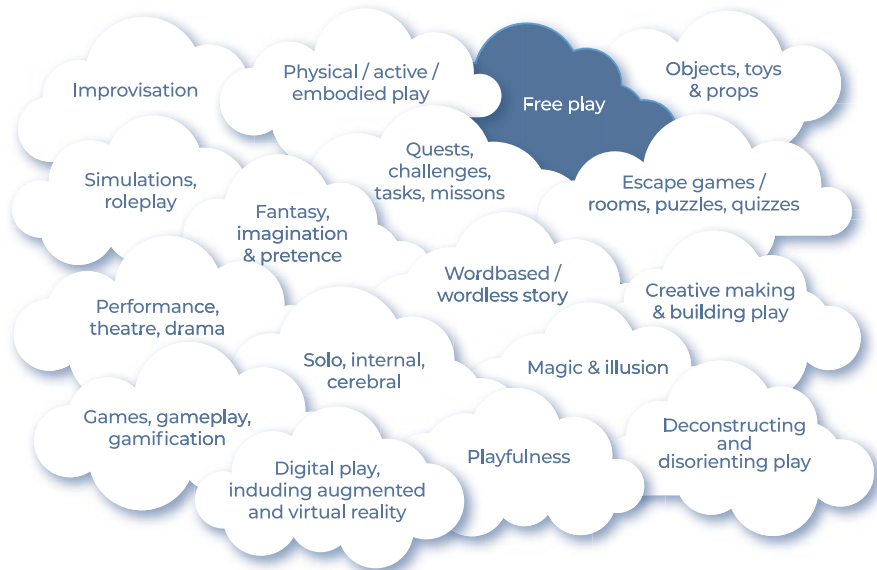 Improvisation
Physical / active /
embodied play
Free play
Objects, toys
& props
Simulations,
roleplay
Quests,
challenges,
tasks, missons
Escape games /
rooms, puzzles, quizzes
Fantasy,
imagination
& pretence
Performance,
theatre, drama
Wordbased /
wordless story
Creative making
& building play
Solo, internal,
cerebral
Magic & illusion
Games, gameplay,
gamification
Digital play,
including augmented
and virtual reality
Playfulness
Deconstructing
and
disorienting play